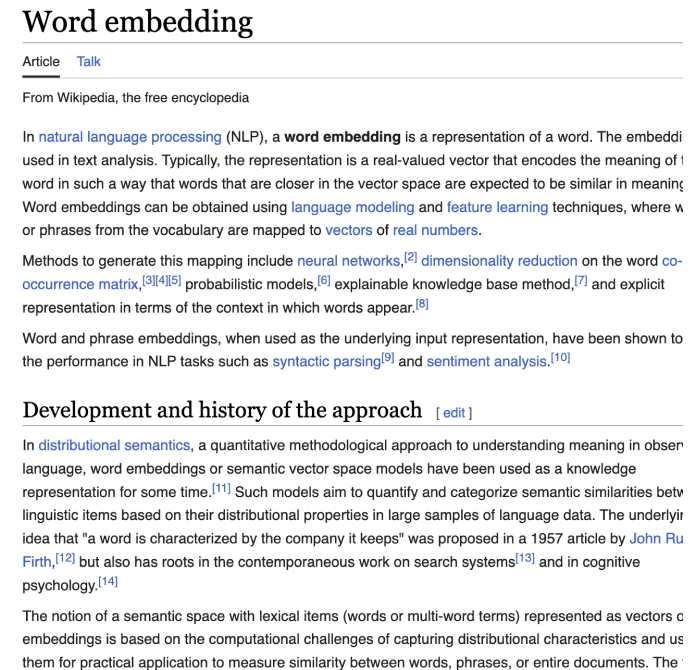 Word embedding
Article Talk
From Wikipedia, the free encyclopedia
In natural language processing (NLP), a word embedding is a representation of a word. The embeddi
used in text analysis. Typically, the representation is a real-valued vector that encodes the meaning of
word in such a way that words that are closer in the vector space are expected to be similar in meaning
Word embeddings can be obtained using language modeling and feature learning techniques, where w
or phrases from the vocabulary are mapped to vectors of real numbers.
Methods to generate this mapping include neural networks,[2] dimensionality reduction on the word co-
occurrence matrix,[3][4][5] probabilistic models,[6] explainable knowledge base method,[7] and explicit
representation in terms of the context in which words appear.[8]
Word and phrase embeddings, when used as the underlying input representation, have been shown to
the performance in NLP tasks such as syntactic parsing[9] and sentiment analysis.[10]
Development and history of the approach [ edit ]
In distributional semantics, a quantitative methodological approach to understanding meaning in obser
language, word embeddings or semantic vector space models have been used as a knowledge
representation for some time.[11] Such models aim to quantify and categorize semantic similarities betw
linguistic items based on their distributional properties in large samples of language data. The underlyin
idea that "a word is characterized by the company it keeps" was proposed in a 1957 article by John Ru
Firth,[12] but also has roots in the contemporaneous work on search systems[13] and in cognitive
psychology.[14]
The notion of a semantic space with lexical items (words or multi-word terms) represented as vectors o
embeddings is based on the computational challenges of capturing distributional characteristics and us
them for practical application to measure similarity between words, phrases, or entire documents. The